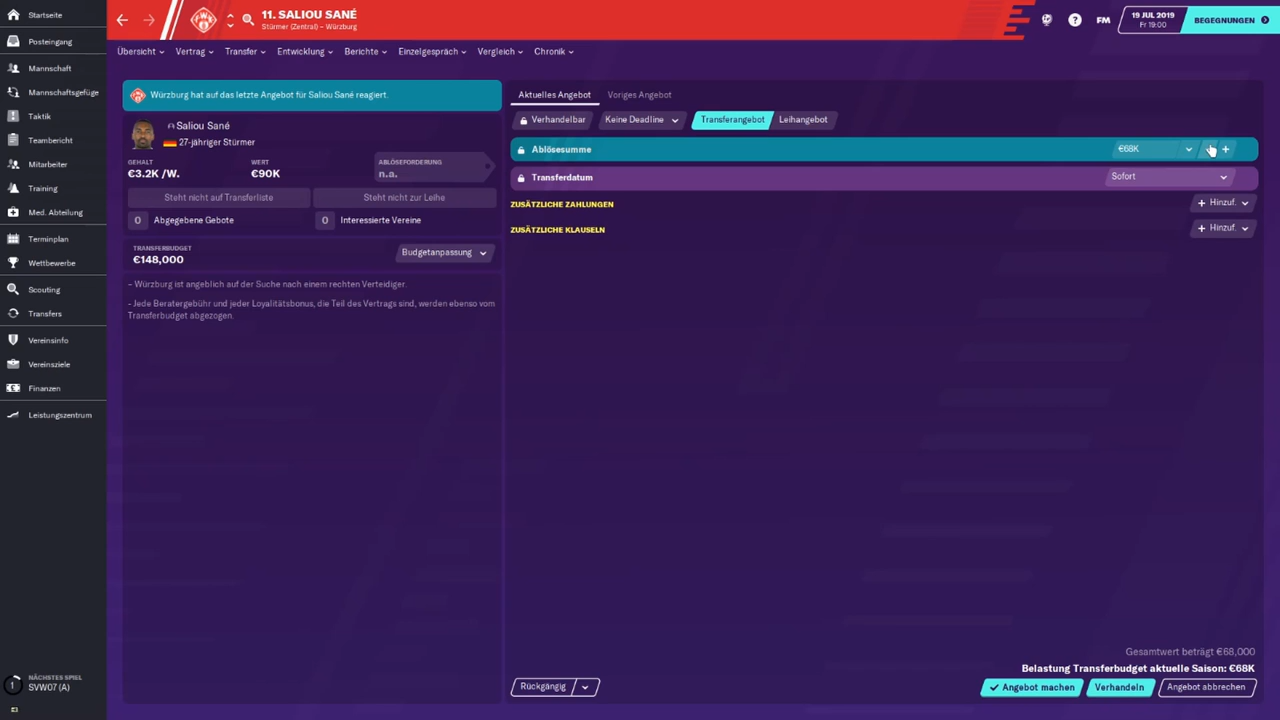 Startseite
Posteingang
Mannschaft
Mannschaftsgefüge
Taktik
Teambericht
Mitarbeiter
Training
Med. Abteilung
Terminplan
Wettbewerbe
Scouting
Transfers
Vereinsinfo
Vereinsziele
Finanzen
Leistungszentrum
1
NÄCHSTES SPIEL
SVW07 (A)
11. SALIOU SANÉ
Stürmer (Zentral) – Würzburg
? FM
19 JUL 2019
Fr 19:00
BEGEGNUNGEN
Übersicht Vertrag Transfer Entwicklung Berichte Einzelgespräch Vergleich Chronik
Würzburg hat auf das letzte Angebot für Saliou Sané reagiert.
Saliou Sané
27-jähriger Stürmer
GEHALT WERT ABLÖSEFORDERUNG
€3.2K /W. €90K n.a.
Steht nicht auf Transferliste Steht nicht zur Leihe
0 Abgegebene Gebote 0 Interessierte Vereine
TRANSFERBUDGET
€148,000
Budgetanpassung
– Würzburg ist angeblich auf der Suche nach einem rechten Verteidiger.
- Jede Beratergebühr und jeder Loyalitätsbonus, die Teil des Vertrags sind, werden ebenso vom
Transferbudget abgezogen.
Aktuelles Angebot Voriges Angebot
Verhandelbar Keine Deadline Transferangebot Leihangebot
Ablösesumme €68K
Transferdatum Sofort
ZUSÄTZLICHE ZAHLUNGEN + Hinzuf.
ZUSÄTZLICHE KLAUSELN + Hinzuf.
Gesamtwert beträgt €68,000
Belastung Transferbudget aktuelle Saison: €68K
Rückgängig Angebot machen Verhandeln Angebot abbrechen